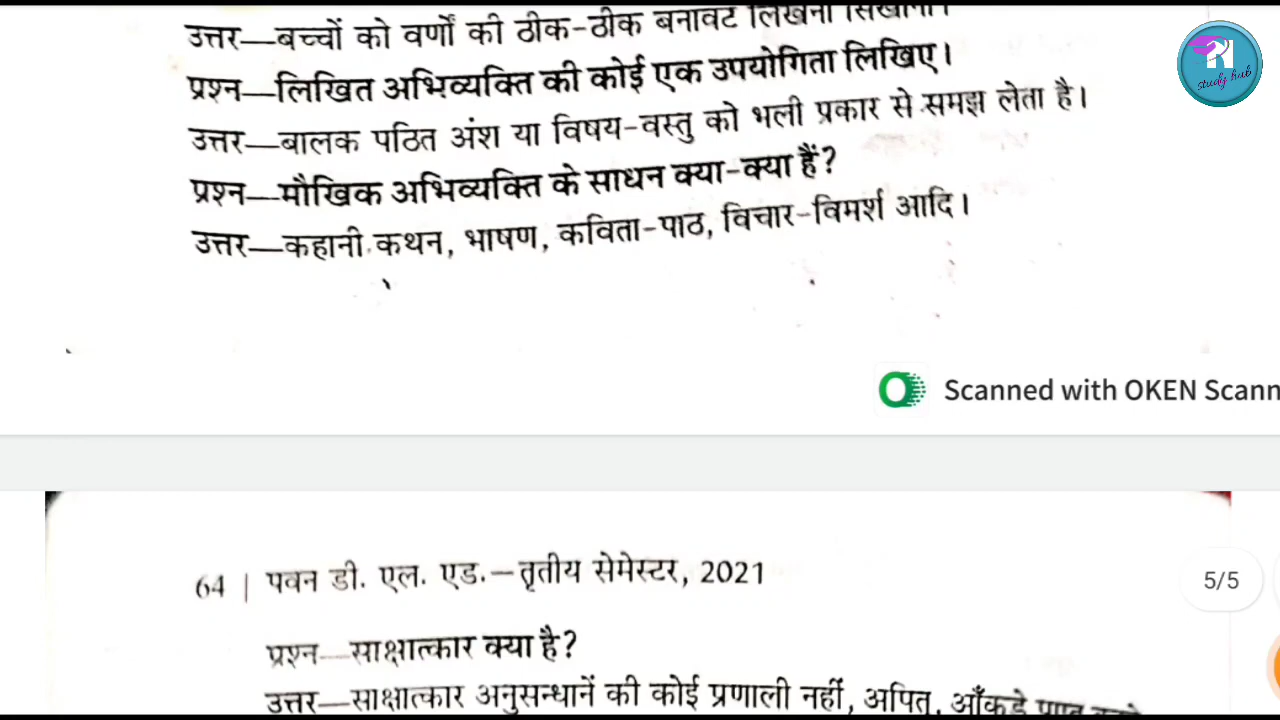 उत्तर—बच्चों को वर्णों की ठीक-ठीक बनावट लिखना सिखाना।
प्रश्न—लिखित अभिव्यक्ति की कोई एक उपयोगिता लिखिए।
study hub
उत्तर—बालक पठित अंश या विषय-वस्तु को भली प्रकार से समझ लेता है।
प्रश्न—मौखिक अभिव्यक्ति के साधन क्या-क्या हैं?
उत्तर—कहानी कथन, भाषण, कविता-पाठ, विचार-विमर्श आदि।
Scanned with OKEN Scann
64 | पवन डी. एल. एड.—तृतीय सेमेस्टर, 2021
5/5
प्रश्न—साक्षात्कार क्या है?
उत्तर—साक्षात्कार अनुसन्धानें की कोई प्रणाली नहीं, अपितु, आँकड़े